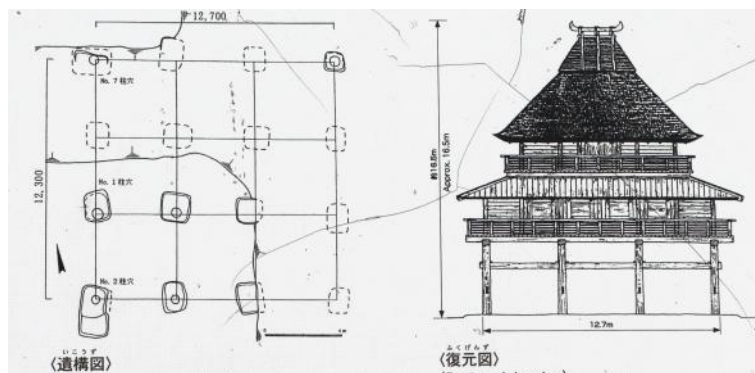 12,700
No. 7 柱穴
12,300
No. 1 柱穴
No. 2 柱穴
いこうず
〈遺構図〉
約16.5m
Approx. 16.5m
12.7m
ふくげんず
〈復元図〉